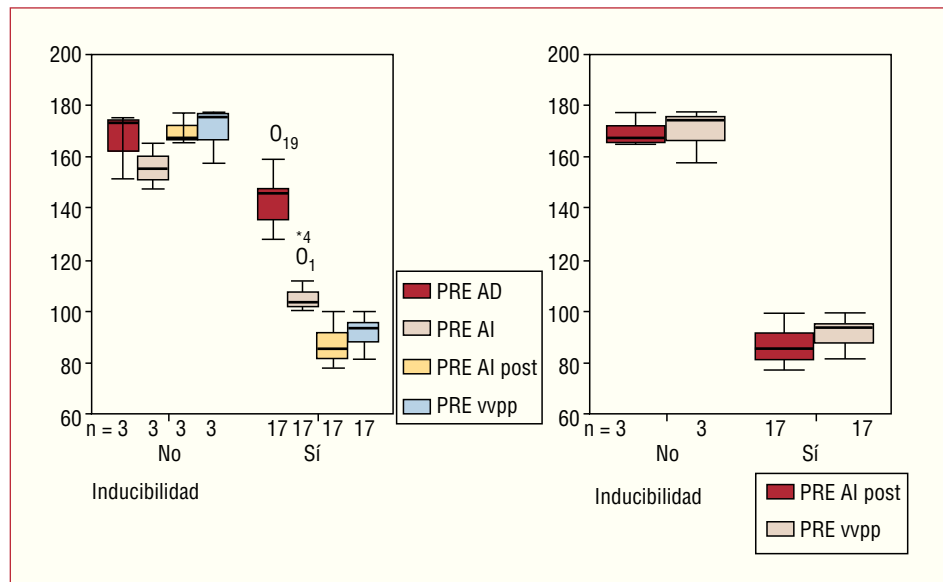 200
180
160
140
120
100
80
60
O19
*4
O1
n = 3 3 3 3 17 17 17 17
No Sí
Inducibilidad
PRE AD
PRE AI
PRE AI post
PRE vvpp
200
180
160
140
120
100
80
60
n = 3 3 17 17
No Sí
Inducibilidad
PRE AI post
PRE vvpp